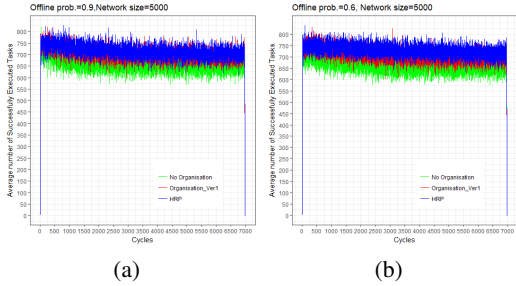 Offline prob.=0.9,Network size=5000
Average number of Successfully Executed Tasks
800
750
700
650
600
550
500
450
400
350
300
250
200
150
100
50
0
No Organisation
Organisation_Ver1
HRP
0 500 1000 1500 2000 2500 3000 3500 4000 4500 5000 5500 6000 6500 7000
Cycles
(a)
Offline prob.=0.6, Network size=5000
Average number of Successfully Executed Tasks
800
750
700
650
600
550
500
450
400
350
300
250
200
150
100
50
0
No Organisation
Organisation_Ver1
HRP
0 500 1000 1500 2000 2500 3000 3500 4000 4500 5000 5500 6000 6500 7000
Cycles
(b)